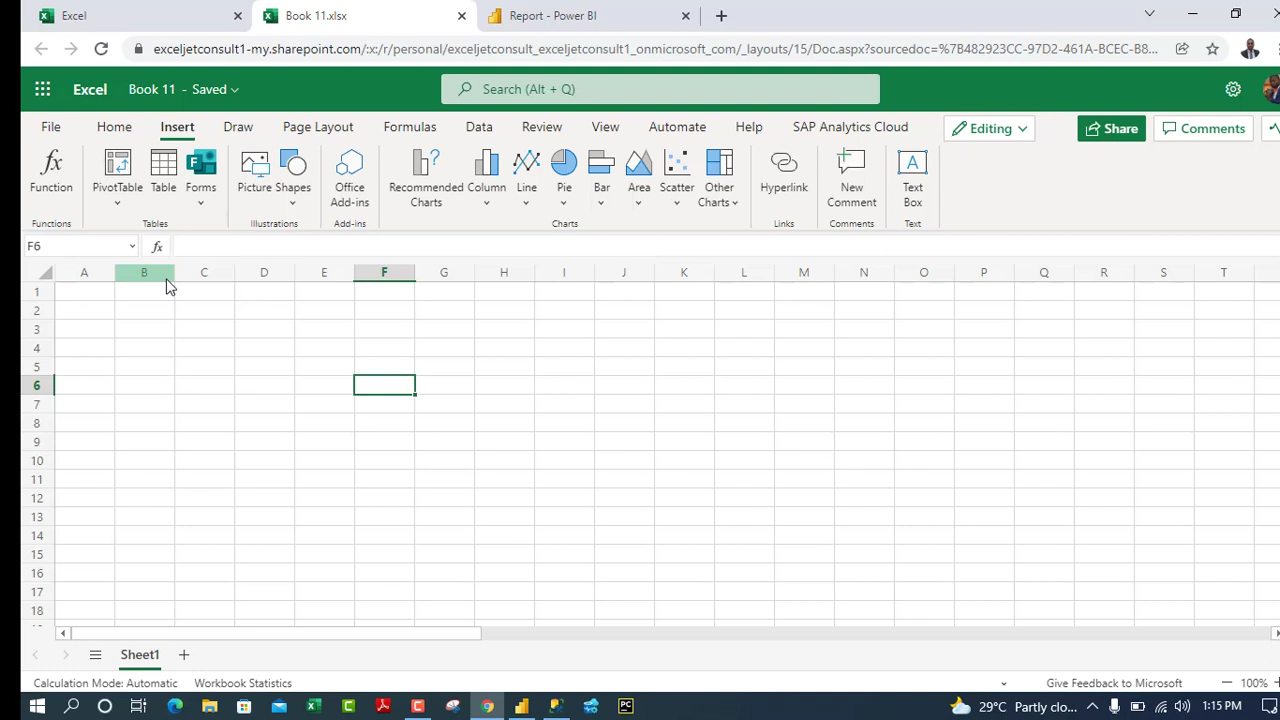 Excel
Book 11.xlsx
Report - Power BI
exceljetconsult1-my.sharepoint.com/:x:/r/personal/exceljetconsult_exceljetconsult1_onmicrosoft_com/_layouts/15/Doc.aspx?sourcedoc=%7B482923CC-97D2-461A-BCEC-B8...
Excel Book 11 - Saved
Search (Alt + Q)
File Home Insert Draw Page Layout Formulas Data Review View Automate Help SAP Analytics Cloud Editing Share Comments
Function PivotTable Table Forms Picture Shapes Office Add-ins Recommended Charts Column Line Pie Bar Area Scatter Other Charts Hyperlink New Comment Text Box
Functions Tables Illustrations Add-ins Charts Links Comments Text
F6 fx
A B C D E F G H I J K L M N O P Q R S T
1
2
3
4
5
6
7
8
9
10
11
12
13
14
15
16
17
18
Sheet1
Calculation Mode: Automatic Workbook Statistics Give Feedback to Microsoft 100%
29°C Partly clo... 1:15 PM